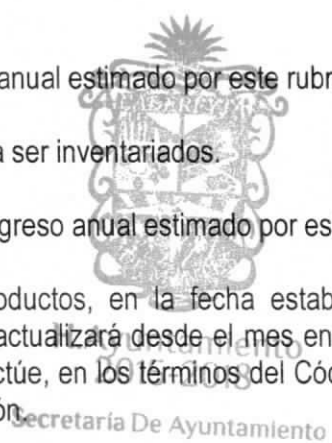 anual estimado por este rubr
a ser inventariados.
greso anual estimado por es
oductos, en la fecha estab
actualizará desde el mes en
ctúe, en los términos del Cód
ón.
Secretaría De Ayuntamiento